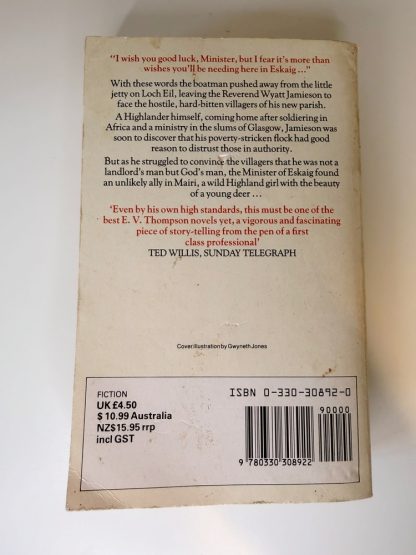 "I wish you good luck, Minister, but I fear it's more than
wishes you'll be needing here in Eskaig ..."
With these words the boatman pushed away from the little
jetty on Loch Eil, leaving the Reverend Wyatt Jamieson to
face the hostile, hard-bitten villagers of his new parish.
A Highlander himself, coming home after soldiering in
Africa and a ministry in the slums of Glasgow, Jamieson was
soon to discover that his poverty-stricken flock had good
reason to distrust those in authority.
But as he struggled to convince the villagers that he was not a
landlord's man but God's man, the Minister of Eskaig found
an unlikely ally in Mairi, a wild Highland girl with the beauty
of a young deer ...
'Even by his own high standards, this must be one of the
best E. V. Thompson novels yet, a vigorous and fascinating
piece of story-telling from the pen of a first
class professional'
TED WILLIS, SUNDAY TELEGRAPH
Cover illustration by Gwyneth Jones
FICTION
UK £4.50
$ 10.99 Australia
NZ$15.95 rrp
incl GST
ISBN 0-330-30892-0
90000
9 780330 308922